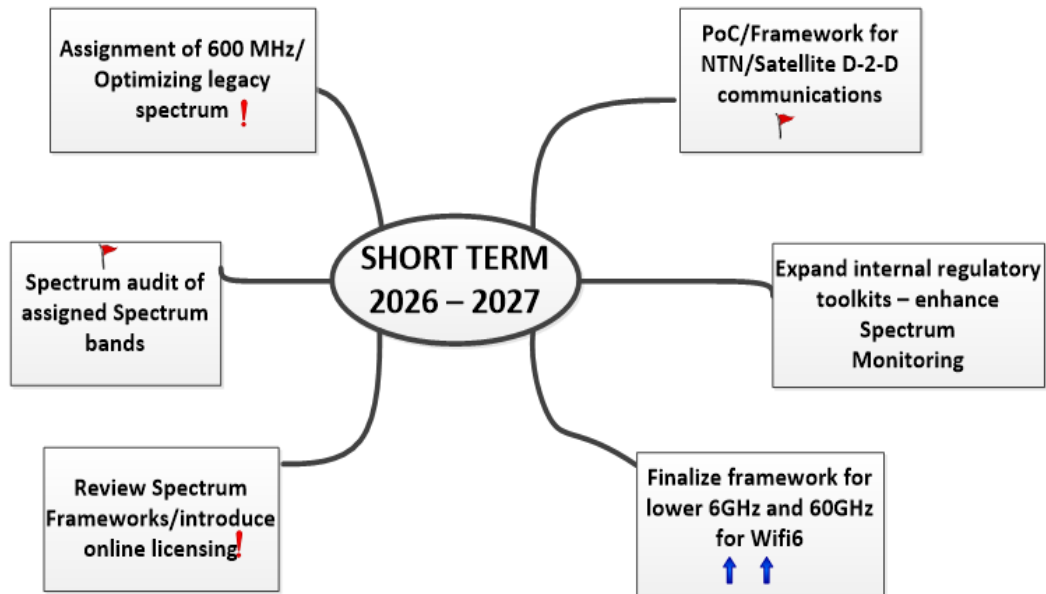 Assignment of 600 MHz/
Optimizing legacy
spectrum
PoC/Framework for
NTN/Satellite D-2-D
communications
Spectrum audit of
assigned Spectrum
bands
SHORT TERM
2026 – 2027
Expand internal regulatory
toolkits – enhance
Spectrum
Monitoring
Review Spectrum
Frameworks/introduce
online licensing
Finalize framework for
lower 6GHz and 60GHz
for Wifi6